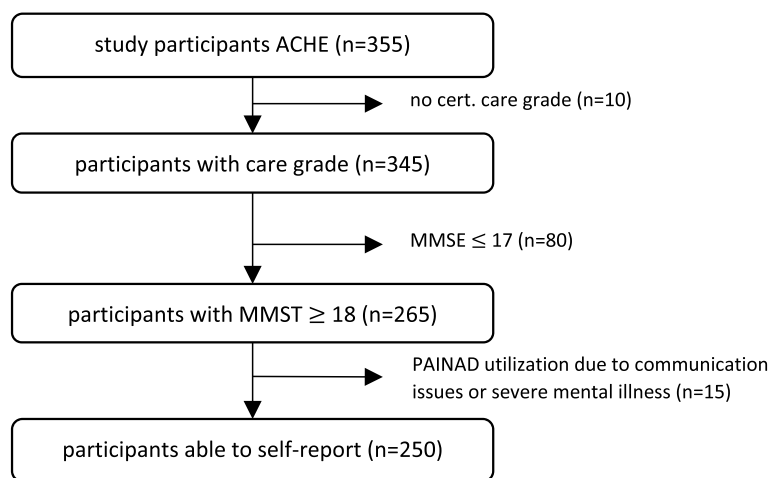 study participants ACHE (n=355)
no cert. care grade (n=10)
participants with care grade (n=345)
MMSE ≤ 17 (n=80)
participants with MMST ≥ 18 (n=265)
PAINAD utilization due to communication
issues or severe mental illness (n=15)
participants able to self-report (n=250)